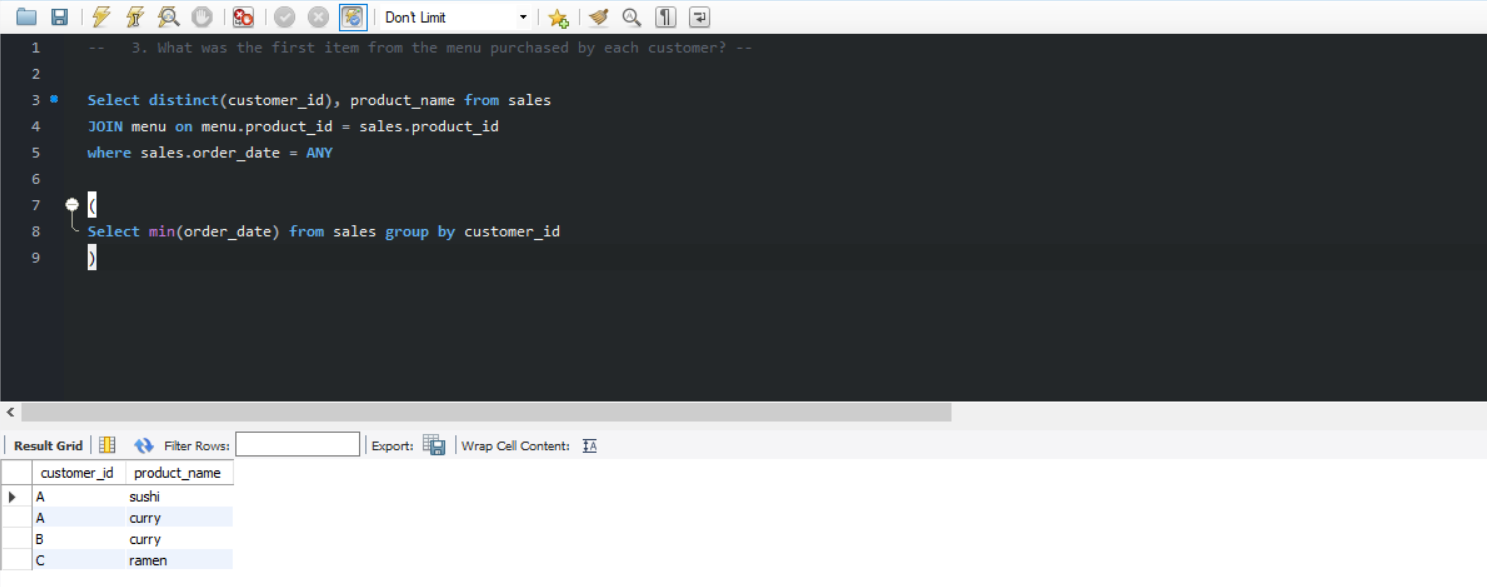 Don't Limit
1 -- 3. What was the first item from the menu purchased by each customer? --
2
3 Select distinct(customer_id), product_name from sales
4 JOIN menu on menu.product_id = sales.product_id
5 where sales.order_date = ANY
6
7 (
8 Select min(order_date) from sales group by customer_id
9 )
Result Grid Filter Rows: Export: Wrap Cell Content: IA
customer_id product_name
A sushi
A curry
B curry
C ramen